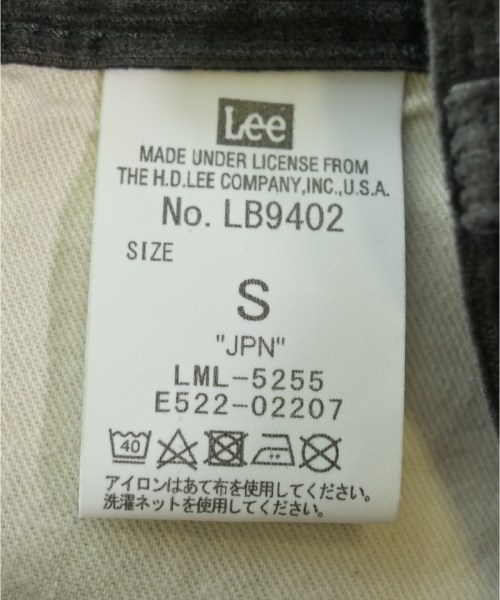 Lee
MADE UNDER LICENSE FROM
THE H.D.LEE COMPANY,INC.,U.S.A.
No. LB9402
SIZE
S
"JPN"
LML-5255
E522-02207
40
アイロンはあて布を使用してください。
洗濯ネットを使用してください。